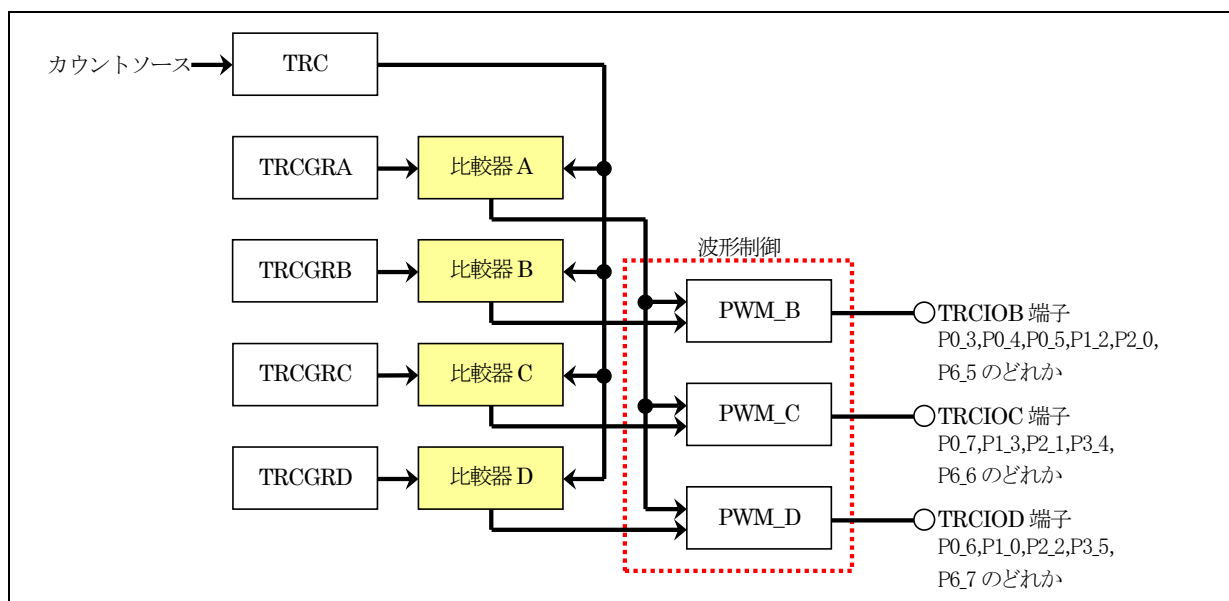 カウントソース
TRC
TRCGRA
比較器 A
TRCGRB
比較器 B
TRCGRC
比較器 C
TRCGRD
比較器 D
波形制御
PWM_B
PWM_C
PWM_D
TRCIOB 端子
P0_3,P0_4,P0_5,P1_2,P2_0,
P6_5 のどれか
TRCIOC 端子
P0_7,P1_3,P2_1,P3_4,
P6_6 のどれか
TRCIOD 端子
P0_6,P1_0,P2_2,P3_5,
P6_7 のどれか